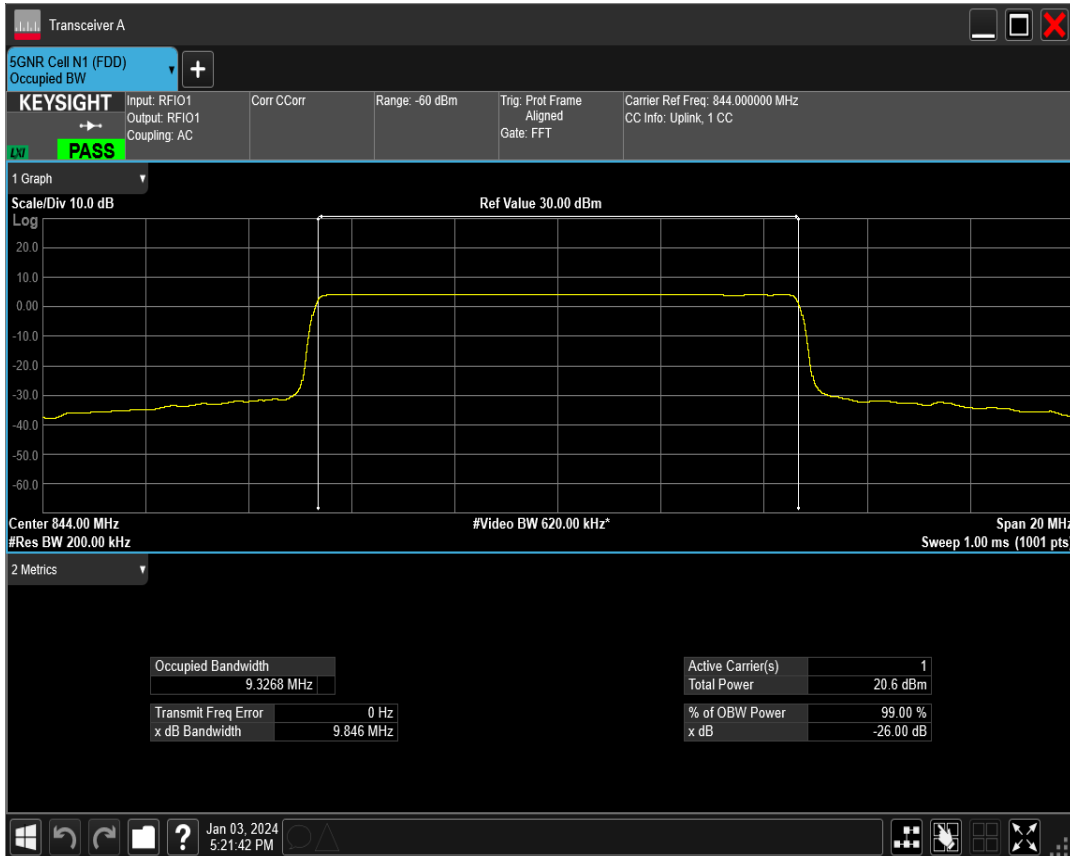 Transceiver A
5GNR Cell N1 (FDD)
Occupied BW
+
KEYSIGHT
LXI
PASS
Input: RFIO1
Output: RFIO1
Coupling: AC
Corr CCorr
Range: -60 dBm
Trig: Prot Frame
Aligned
Gate: FFT
Carrier Ref Freq: 844.000000 MHz
CC Info: Uplink, 1 CC
1 Graph
Scale/Div 10.0 dB
Ref Value 30.00 dBm
Log
20.0
10.0
0.00
-10.0
-20.0
-30.0
-40.0
-50.0
-60.0
Center 844.00 MHz
#Video BW 620.00 kHz*
Span 20 MHz
#Res BW 200.00 kHz
Sweep 1.00 ms (1001 pts)
2 Metrics
Occupied Bandwidth
9.3268 MHz
Transmit Freq Error 0 Hz
x dB Bandwidth 9.846 MHz
Active Carrier(s) 1
Total Power 20.6 dBm
% of OBW Power 99.00 %
x dB -26.00 dB
?
Jan 03, 2024
5:21:42 PM